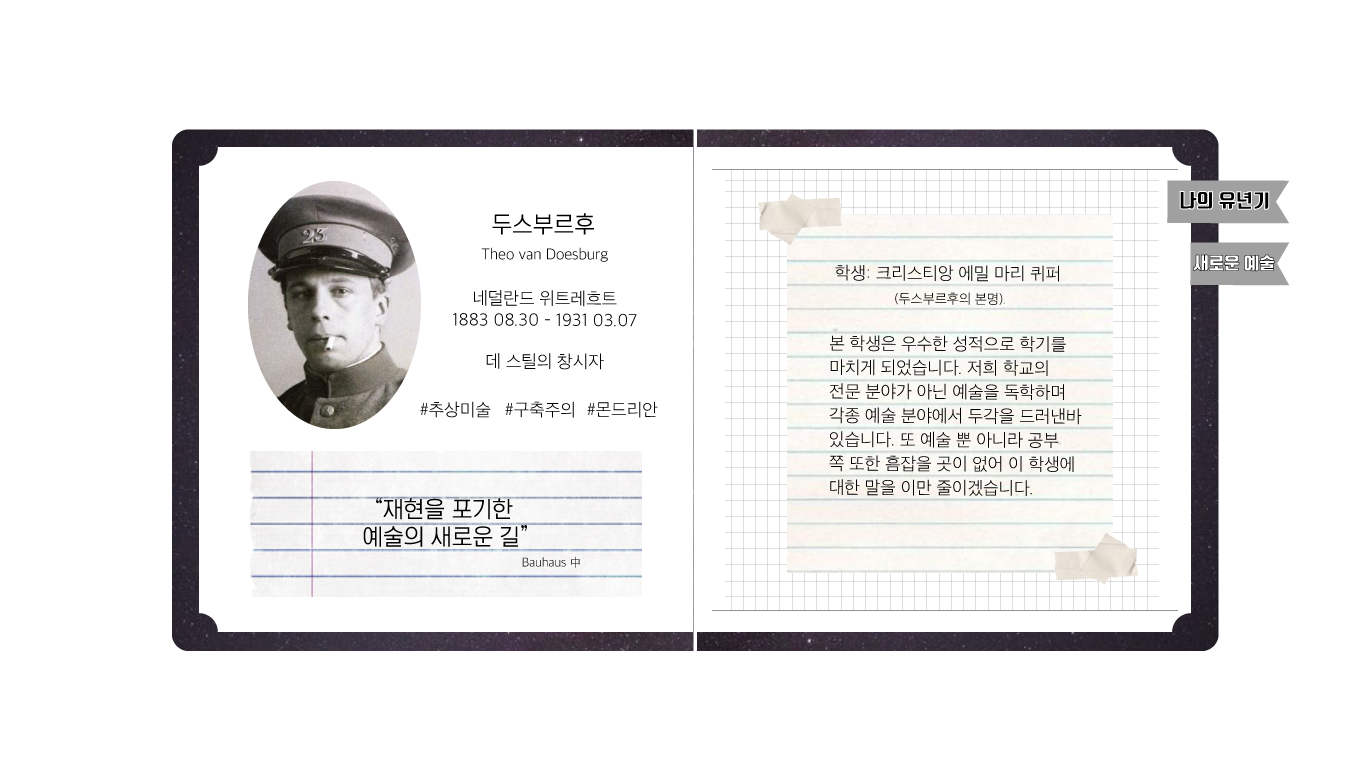 두스부르후
Theo van Doesburg
네덜란드 위트레흐트
1883 08.30 - 1931 03.07
데 스틸의 창시자
#추상미술 #구축주의 #몬드리안
“재현을 포기한
예술의 새로운 길”
Bauhaus 中
학생: 크리스티앙 에밀 마리 퀴퍼
(두스부르후의 본명).
본 학생은 우수한 성적으로 학기를
마치게 되었습니다. 저희 학교의
전문 분야가 아닌 예술을 독학하며
각종 예술 분야에서 두각을 드러낸바
있습니다. 또 예술 뿐 아니라 공부
쪽 또한 흠잡을 곳이 없어 이 학생에
대한 말을 이만 줄이겠습니다.
나의 유년기
새로운 예술
23